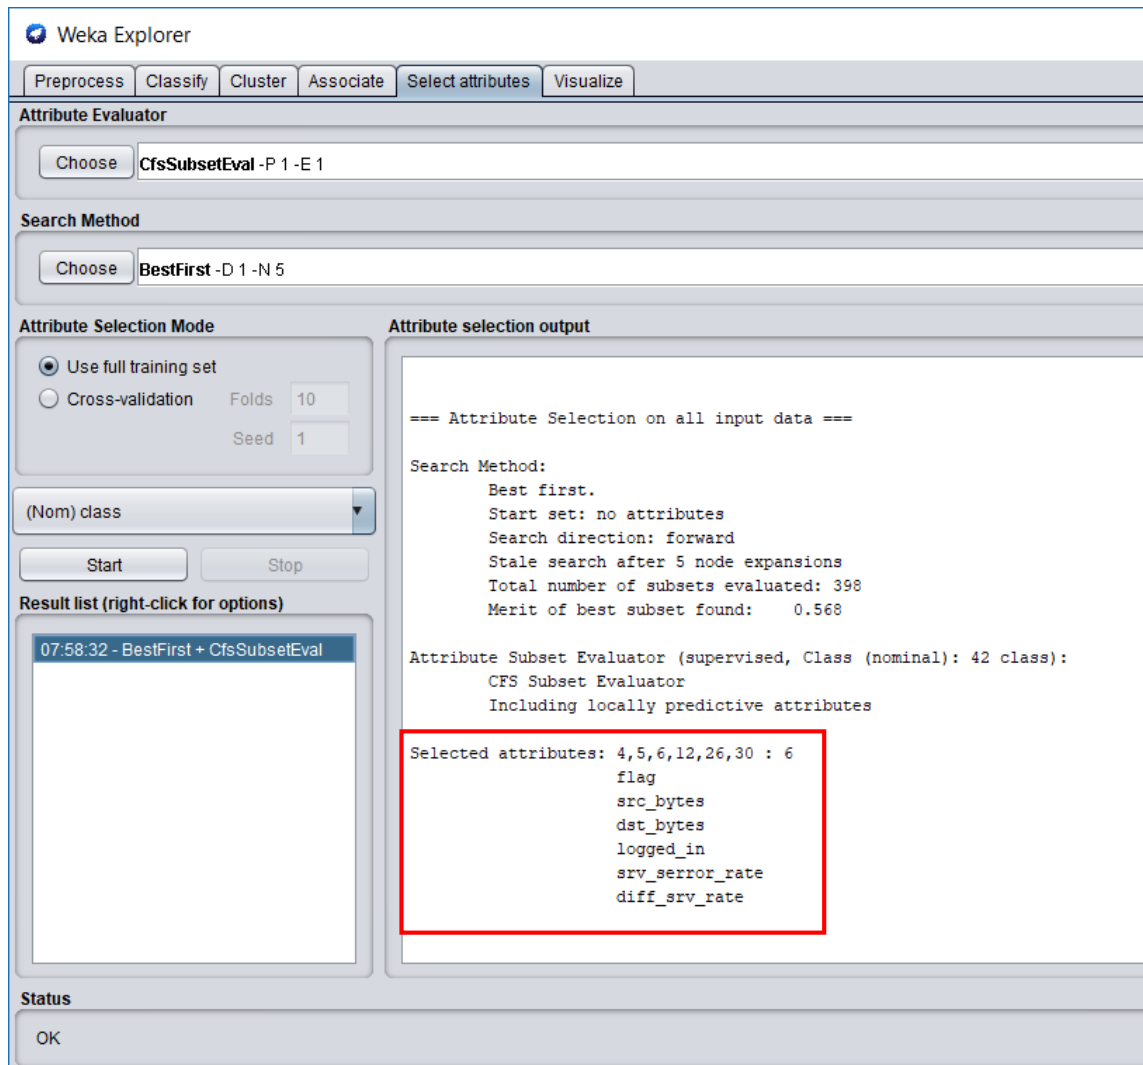 Weka Explorer
Preprocess Classify Cluster Associate Select attributes Visualize
Attribute Evaluator
Choose CfsSubsetEval -P 1 -E 1
Search Method
Choose BestFirst -D 1 -N 5
Attribute Selection Mode
Use full training set
Cross-validation Folds 10
Seed 1
(Nom) class
Start Stop
Result list (right-click for options)
07:58:32 - BestFirst + CfsSubsetEval
Attribute selection output
=== Attribute Selection on all input data ===
Search Method:
Best first.
Start set: no attributes
Search direction: forward
Stale search after 5 node expansions
Total number of subsets evaluated: 398
Merit of best subset found: 0.568
Attribute Subset Evaluator (supervised, Class (nominal): 42 class):
CFS Subset Evaluator
Including locally predictive attributes
Selected attributes: 4,5,6,12,26,30 : 6
flag
src_bytes
dst_bytes
logged_in
srv_serror_rate
diff_srv_rate
Status
OK